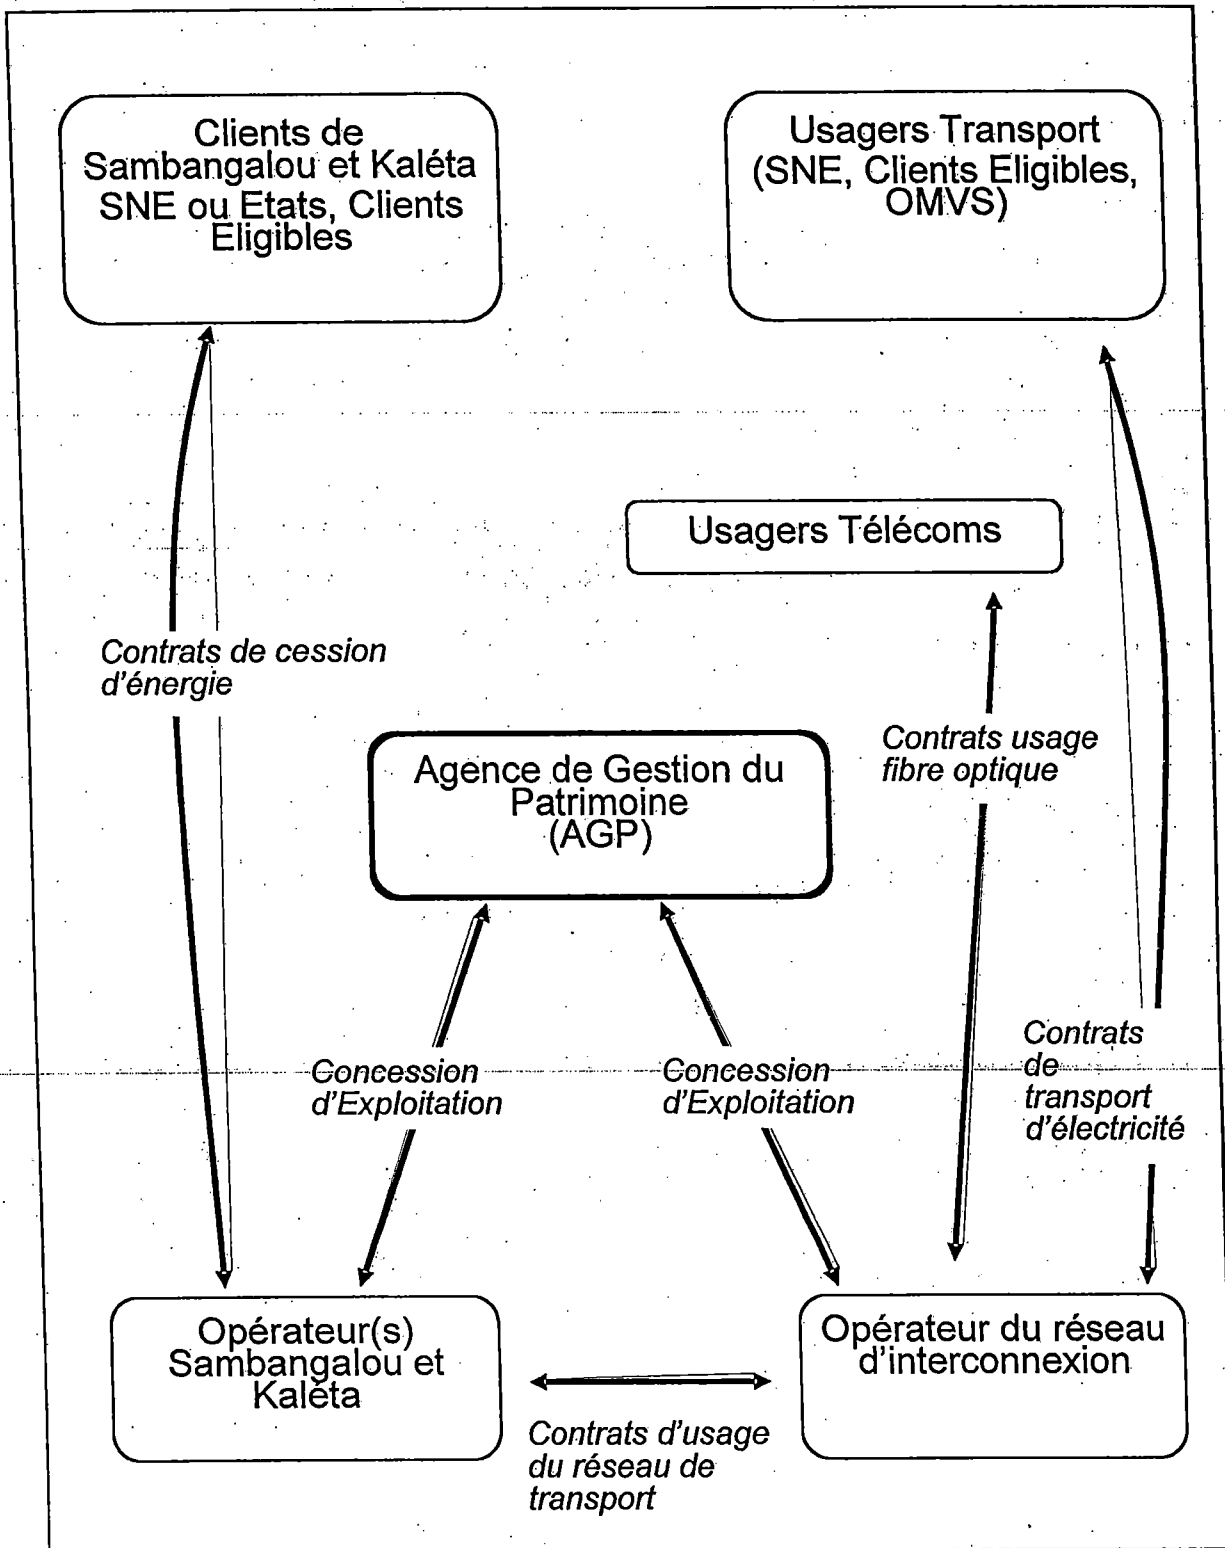 Clients de
Sambangalou et Kaléta
SNE ou Etats, Clients
Eligibles
Usagers Transport
(SNE, Clients Eligibles,
OMVS)
Usagers Télécoms
Contrats de cession
d'énergie
Contrats usage
fibre optique
Agence de Gestion du
Patrimoine
(AGP)
Concession
d'Exploitation
Concession
d'Exploitation
Contrats
de
transport
d'électricité
Opérateur(s)
Sambangalou et
Kaléta
Opérateur du réseau
d'interconnexion
Contrats d'usage
du réseau de
transport